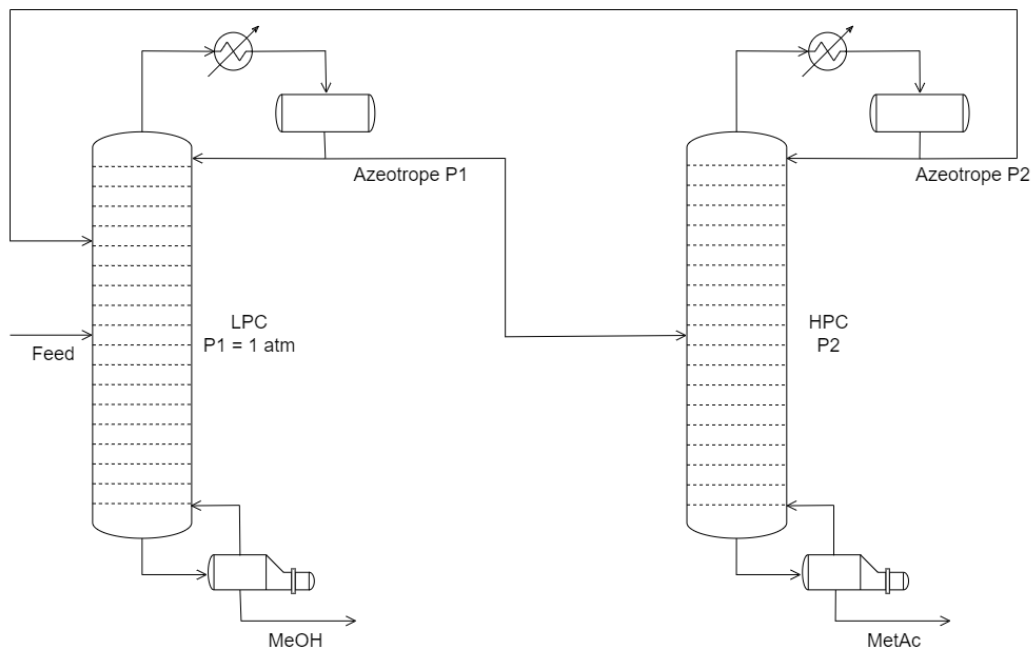 Azeotrope P1
Azeotrope P2
LPC
P1 = 1 atm
HPC
P2
Feed
MeOH
MetAc